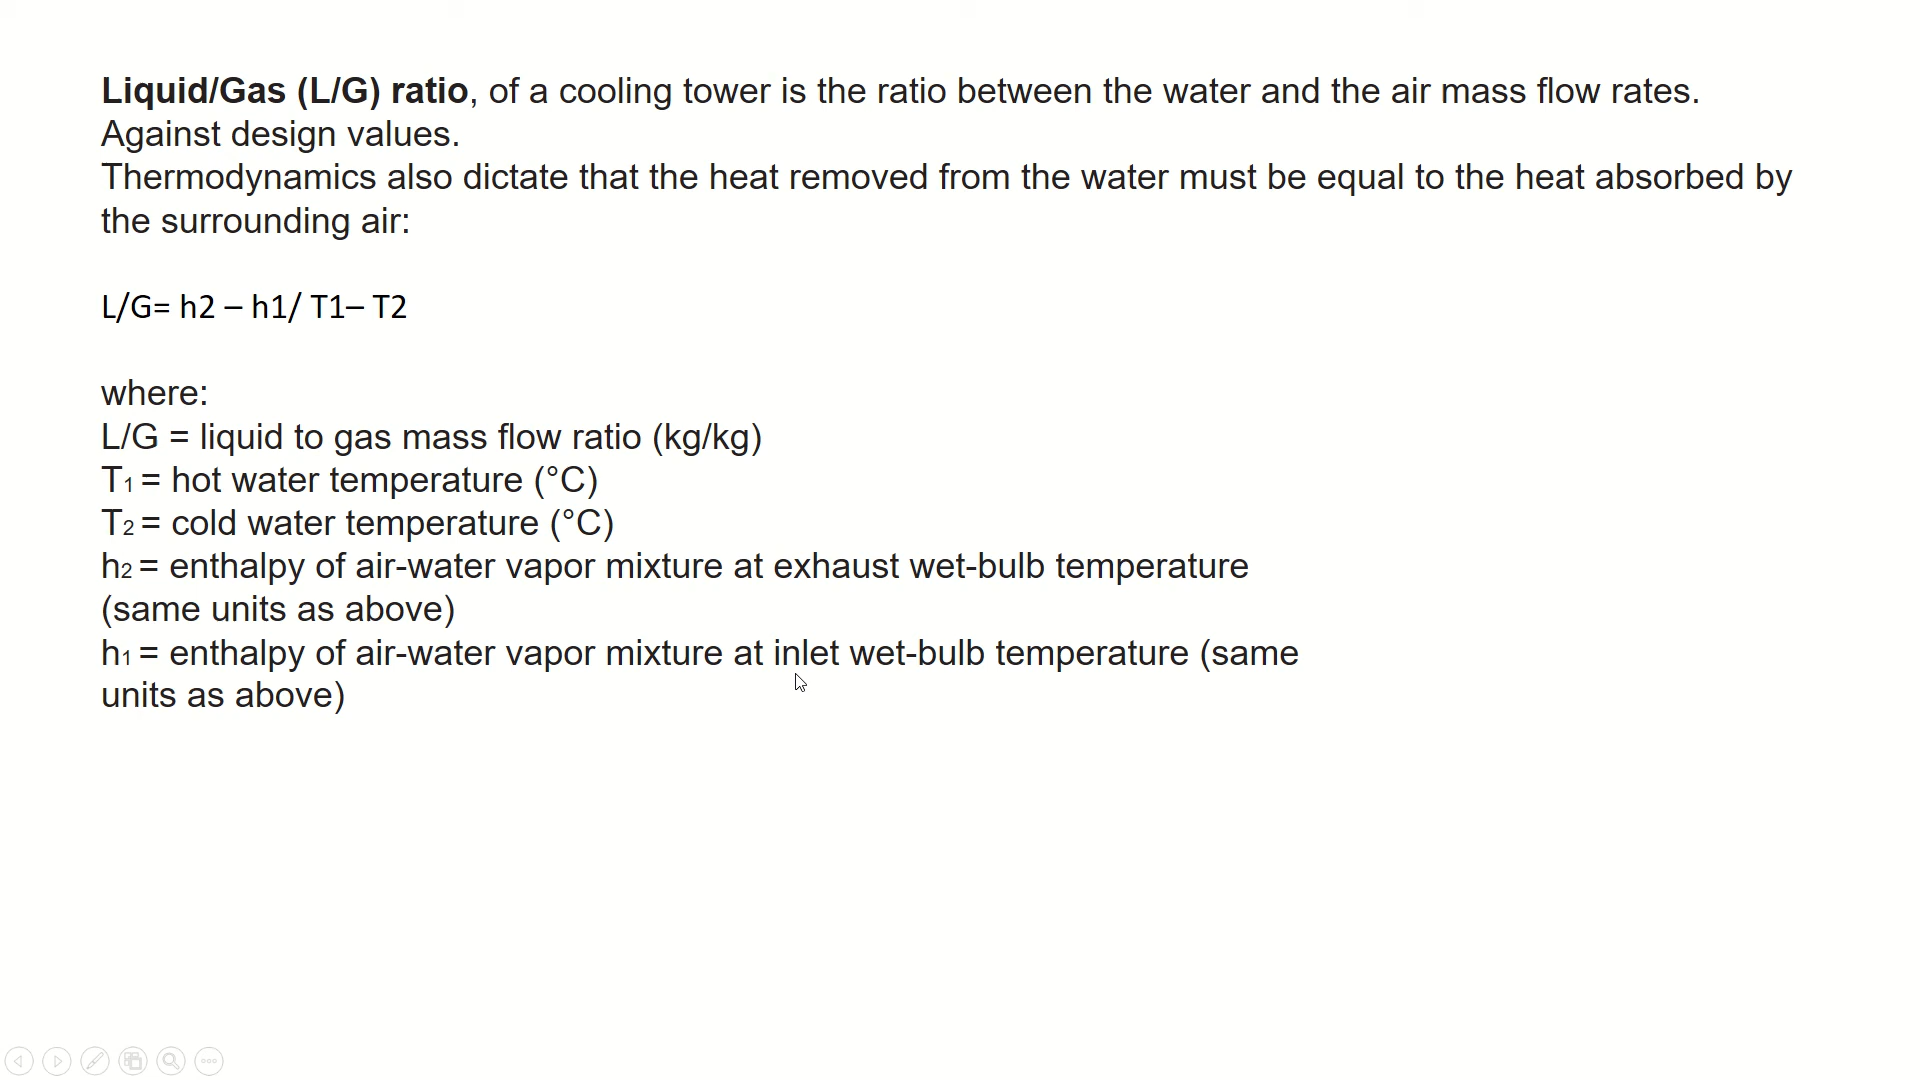 Liquid/Gas (L/G) ratio, of a cooling tower is the ratio between the water and the air mass flow rates.
Against design values.
Thermodynamics also dictate that the heat removed from the water must be equal to the heat absorbed by
the surrounding air:
L/G= h2 – h1/ T1– T2
where:
L/G = liquid to gas mass flow ratio (kg/kg)
T1 = hot water temperature (°C)
T2 = cold water temperature (°C)
h2 = enthalpy of air-water vapor mixture at exhaust wet-bulb temperature
(same units as above)
h1 = enthalpy of air-water vapor mixture at inlet wet-bulb temperature (same
units as above)